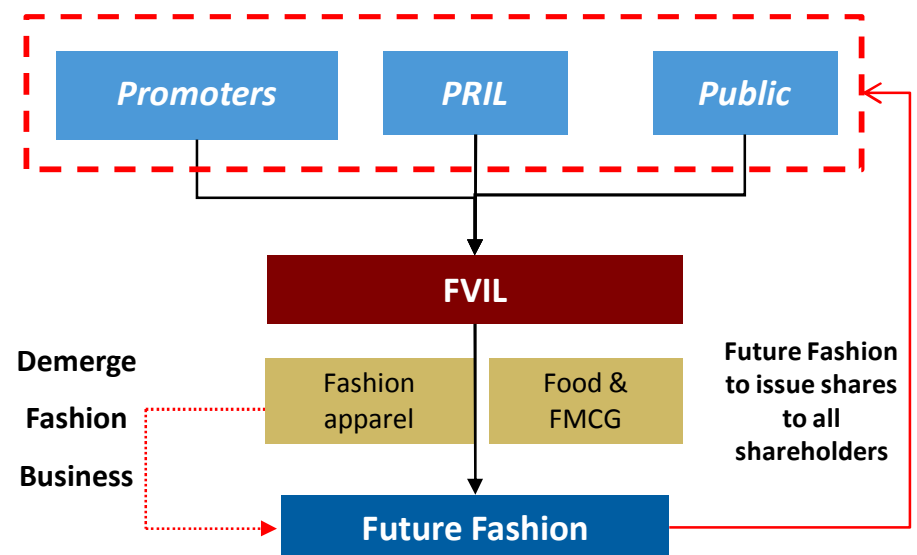 Promoters
PRIL
Public
FVIL
Demerge
Fashion
Business
Fashion
apparel
Food &
FMCG
Future Fashion
to issue shares
to all
shareholders
Future Fashion